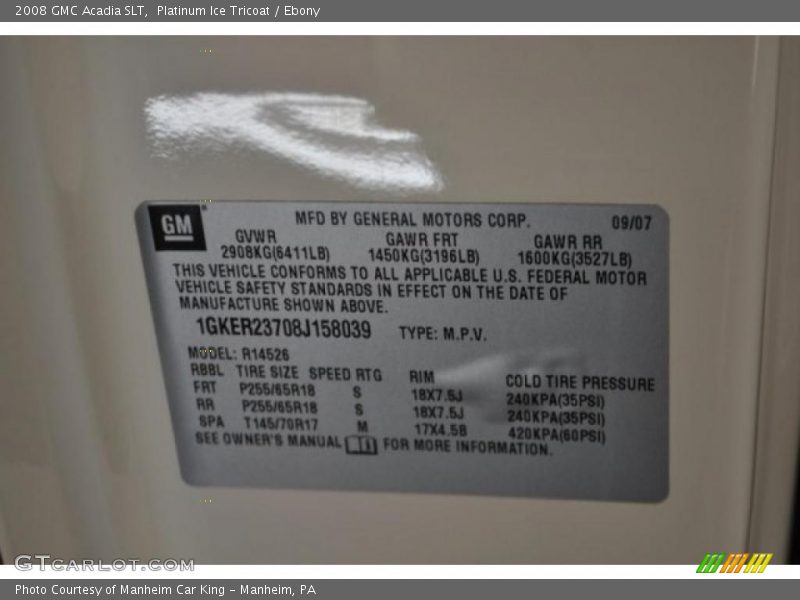 2008 GMC Acadia SLT, Platinum Ice Tricoat / Ebony
GM
MFD BY GENERAL MOTORS CORP. 09/07
GVWR GAWR FRT GAWR RR
2908KG(6411LB) 1450KG(3196LB) 1600KG(3527LB)
THIS VEHICLE CONFORMS TO ALL APPLICABLE U.S. FEDERAL MOTOR
VEHICLE SAFETY STANDARDS IN EFFECT ON THE DATE OF
MANUFACTURE SHOWN ABOVE.
1GKER23708J158039 TYPE: M.P.V.
MODEL: R14526
RBBL TIRE SIZE SPEED RTG RIM COLD TIRE PRESSURE
FRT P255/65R18 S 18X7.5J 240KPA(35PSI)
RR P255/65R18 S 18X7.5J 240KPA(35PSI)
SPA T145/70R17 M 17X4.5B 420KPA(60PSI)
SEE OWNER'S MANUAL FOR MORE INFORMATION.
GTCARLOT.COM
Photo Courtesy of Manheim Car King - Manheim, PA